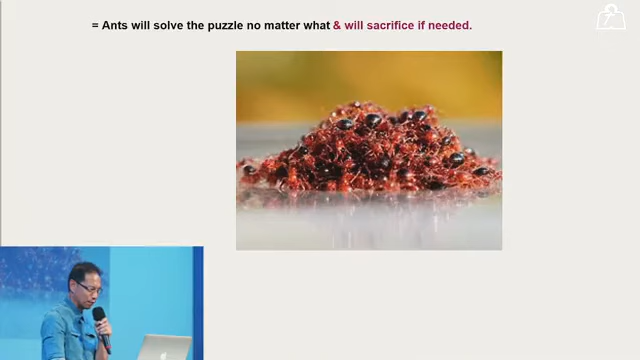 = Ants will solve the puzzle no matter what & will sacrifice if needed.